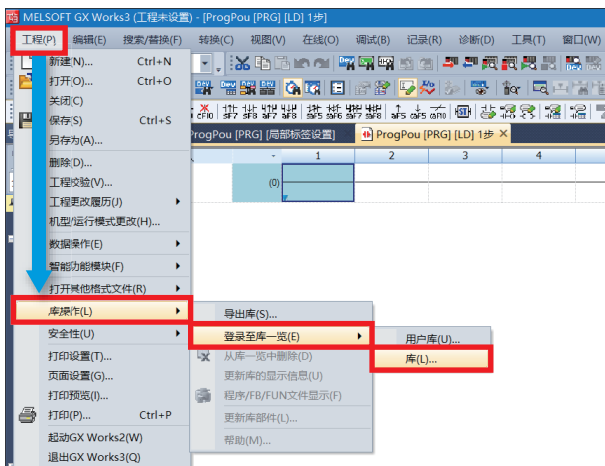 MELSOFT GX Works3 (工程未设置) - [ProgPou [PRG] [LD] 1步]
工程(P) 编辑(E) 搜索/替换(F) 转换(C) 视图(V) 在线(O) 调试(B) 记录(R) 诊断(D) 工具(T) 窗口(W)
新建(N)... Ctrl+N
打开(O)... Ctrl+O
关闭(C)
保存(S) Ctrl+S
另存为(A)...
删除(D)...
工程校验(V)...
工程更改履历(J)
机型/运行模式更改(H)...
数据操作(E)
智能功能模块(F)
打开其他格式文件(R)
库操作(L)
安全性(U)
打印设置(T)...
页面设置(G)...
打印预览(I)...
打印(P)... Ctrl+P
起动GX Works2(W)
退出GX Works3(Q)
ProgPou [PRG] [局部标签设置]
ProgPou [PRG] [LD] 1步
1 2 3 4
(0)
导出库(S)...
登录至库一览(E)
从库一览中删除(D)
更新库的显示信息(U)
程序/FB/FUN文件显示(F)
更新库部件(L)...
帮助(M)...
用户库(U)...
库(L)...